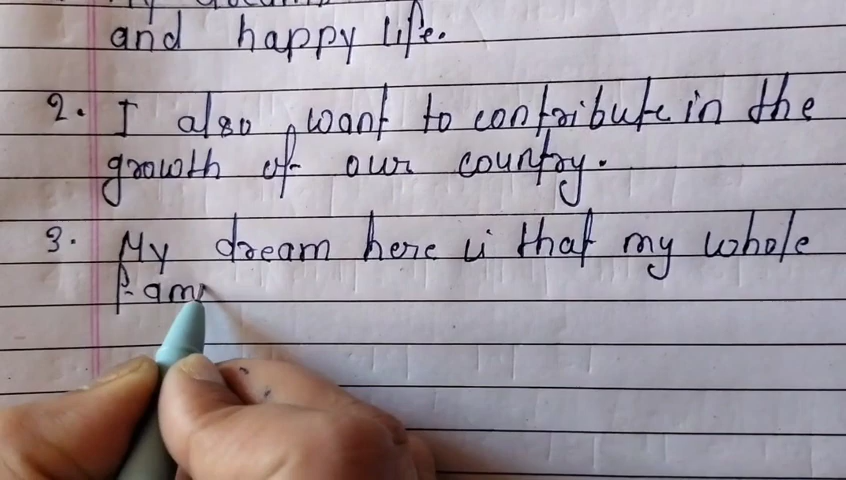 and happy life.
2. I also want to contribute in the
growth of our country.
3. My dream here is that my whole
fam